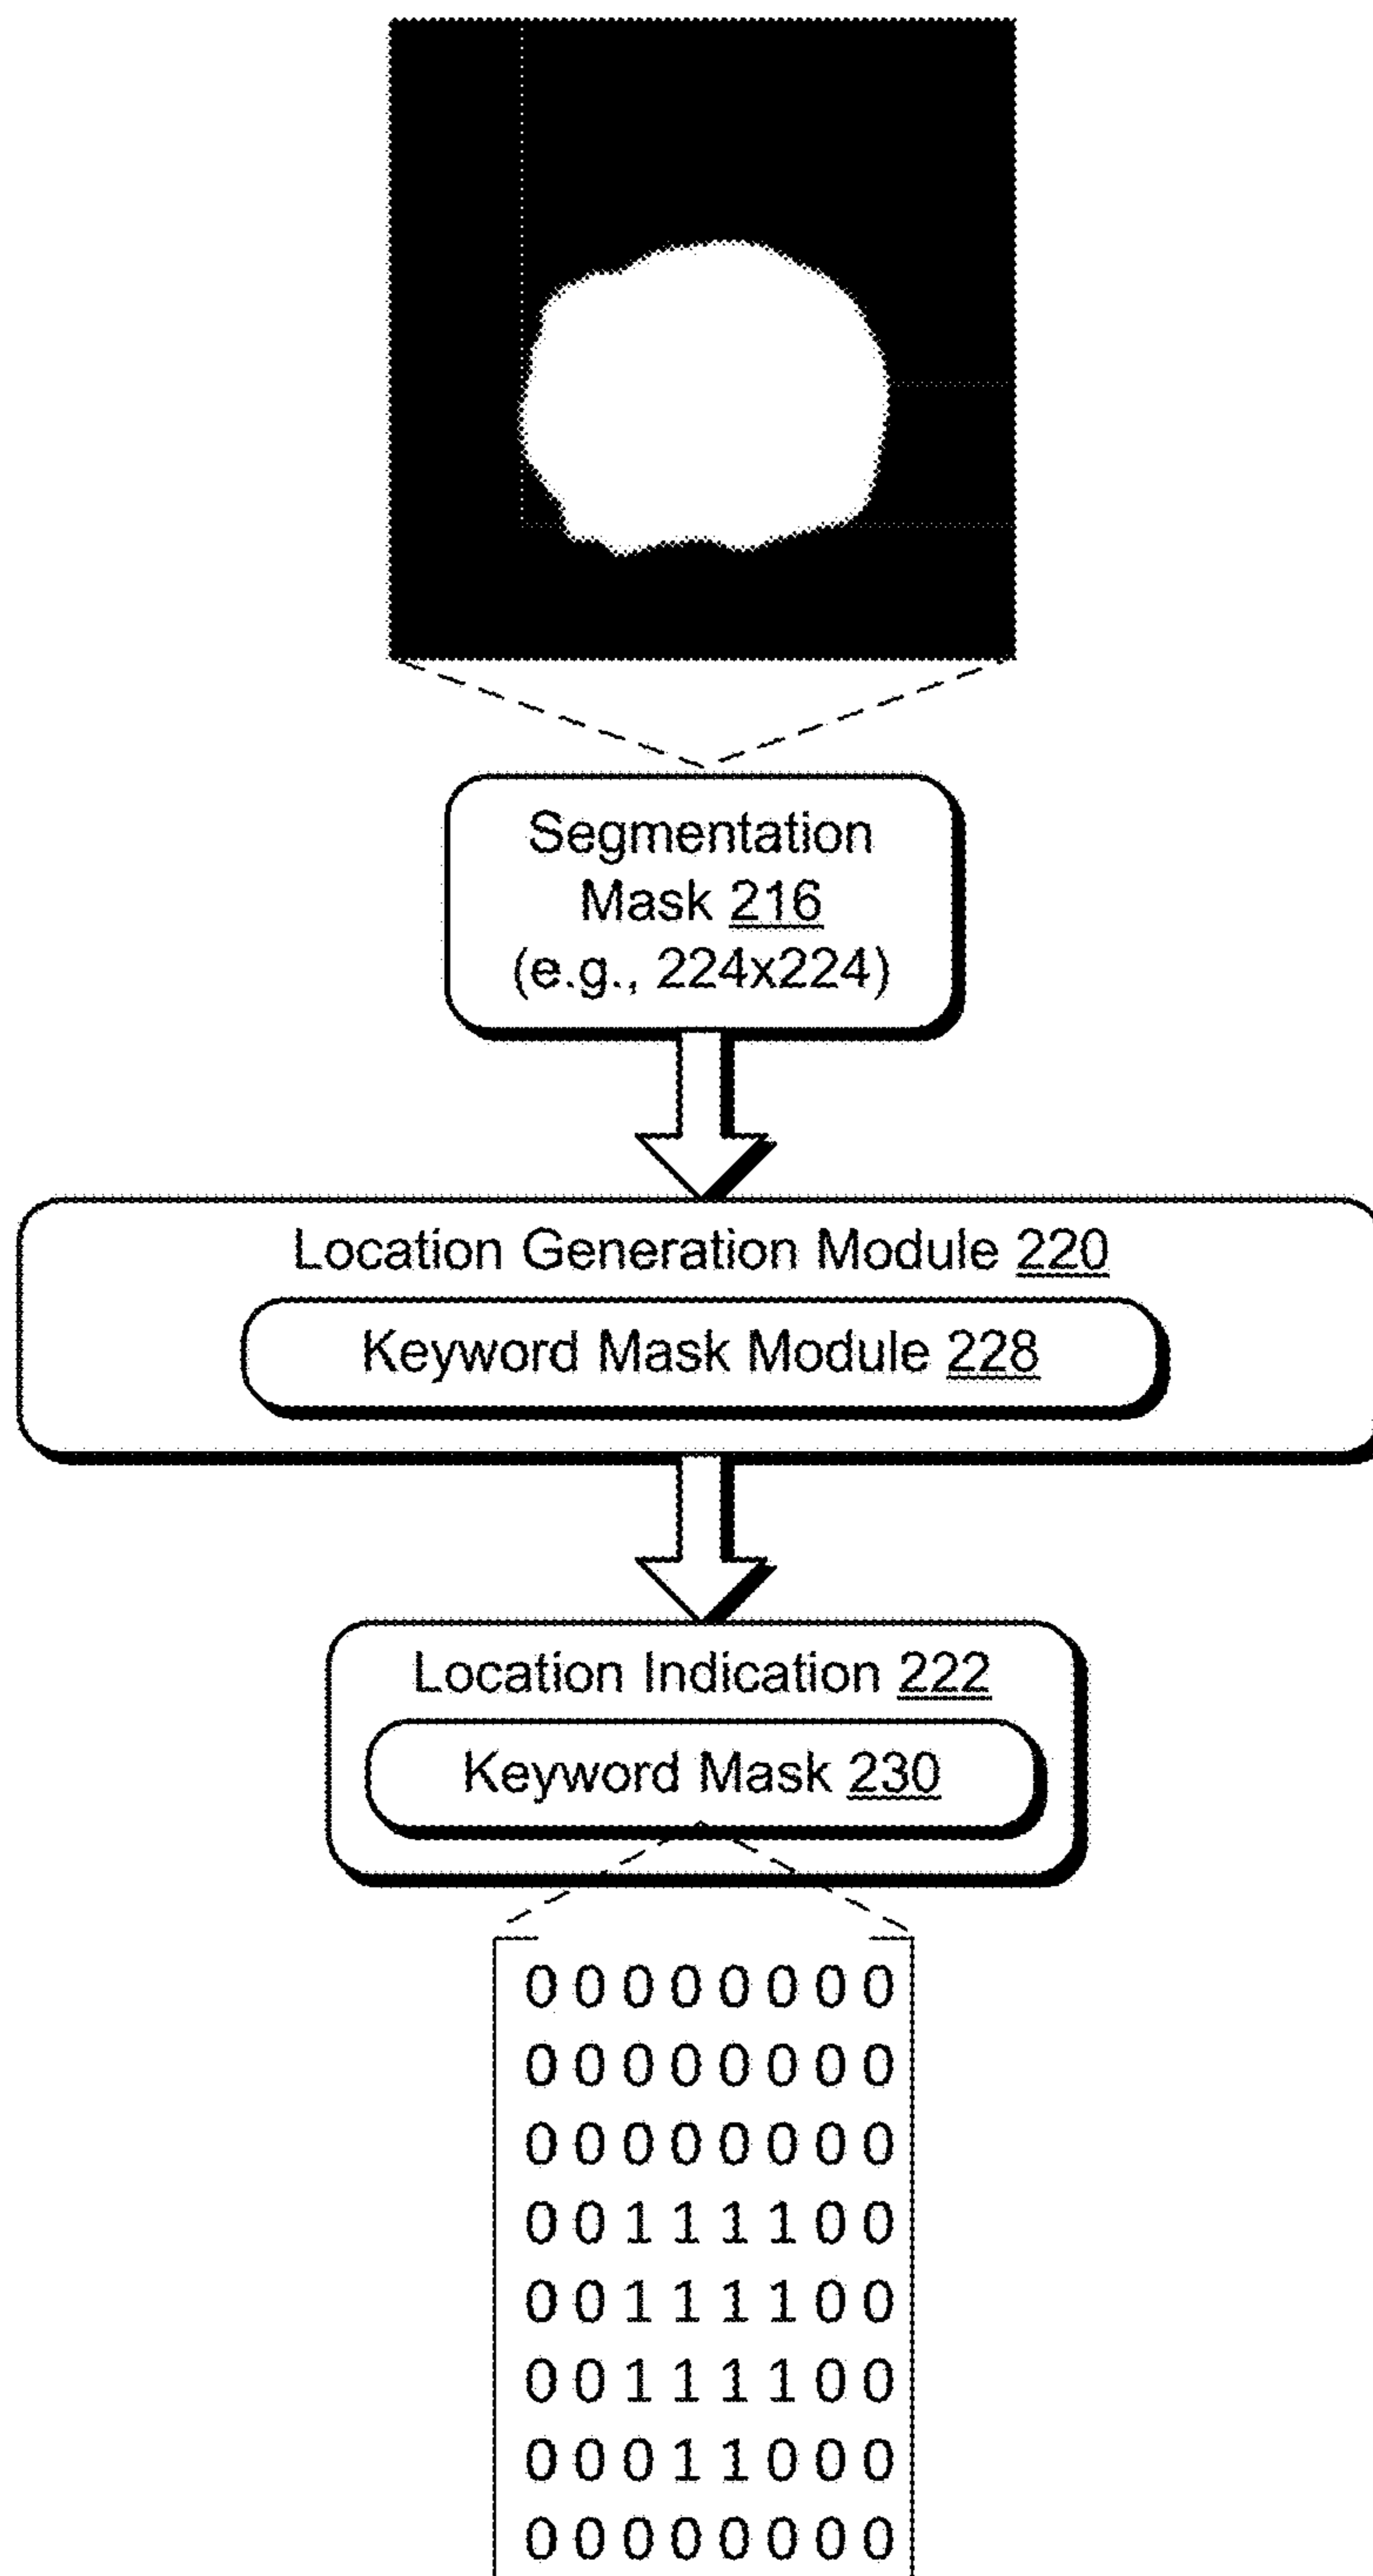 Segmentation
Mask 216
(e.g., 224x224)
Location Generation Module 220
Keyword Mask Module 228
Location Indication 222
Keyword Mask 230
0 0 0 0 0 0 0 0
0 0 0 0 0 0 0 0
0 0 0 0 0 0 0 0
0 0 1 1 1 1 0 0
0 0 1 1 1 1 0 0
0 0 1 1 1 1 0 0
0 0 0 1 1 0 0 0
0 0 0 0 0 0 0 0